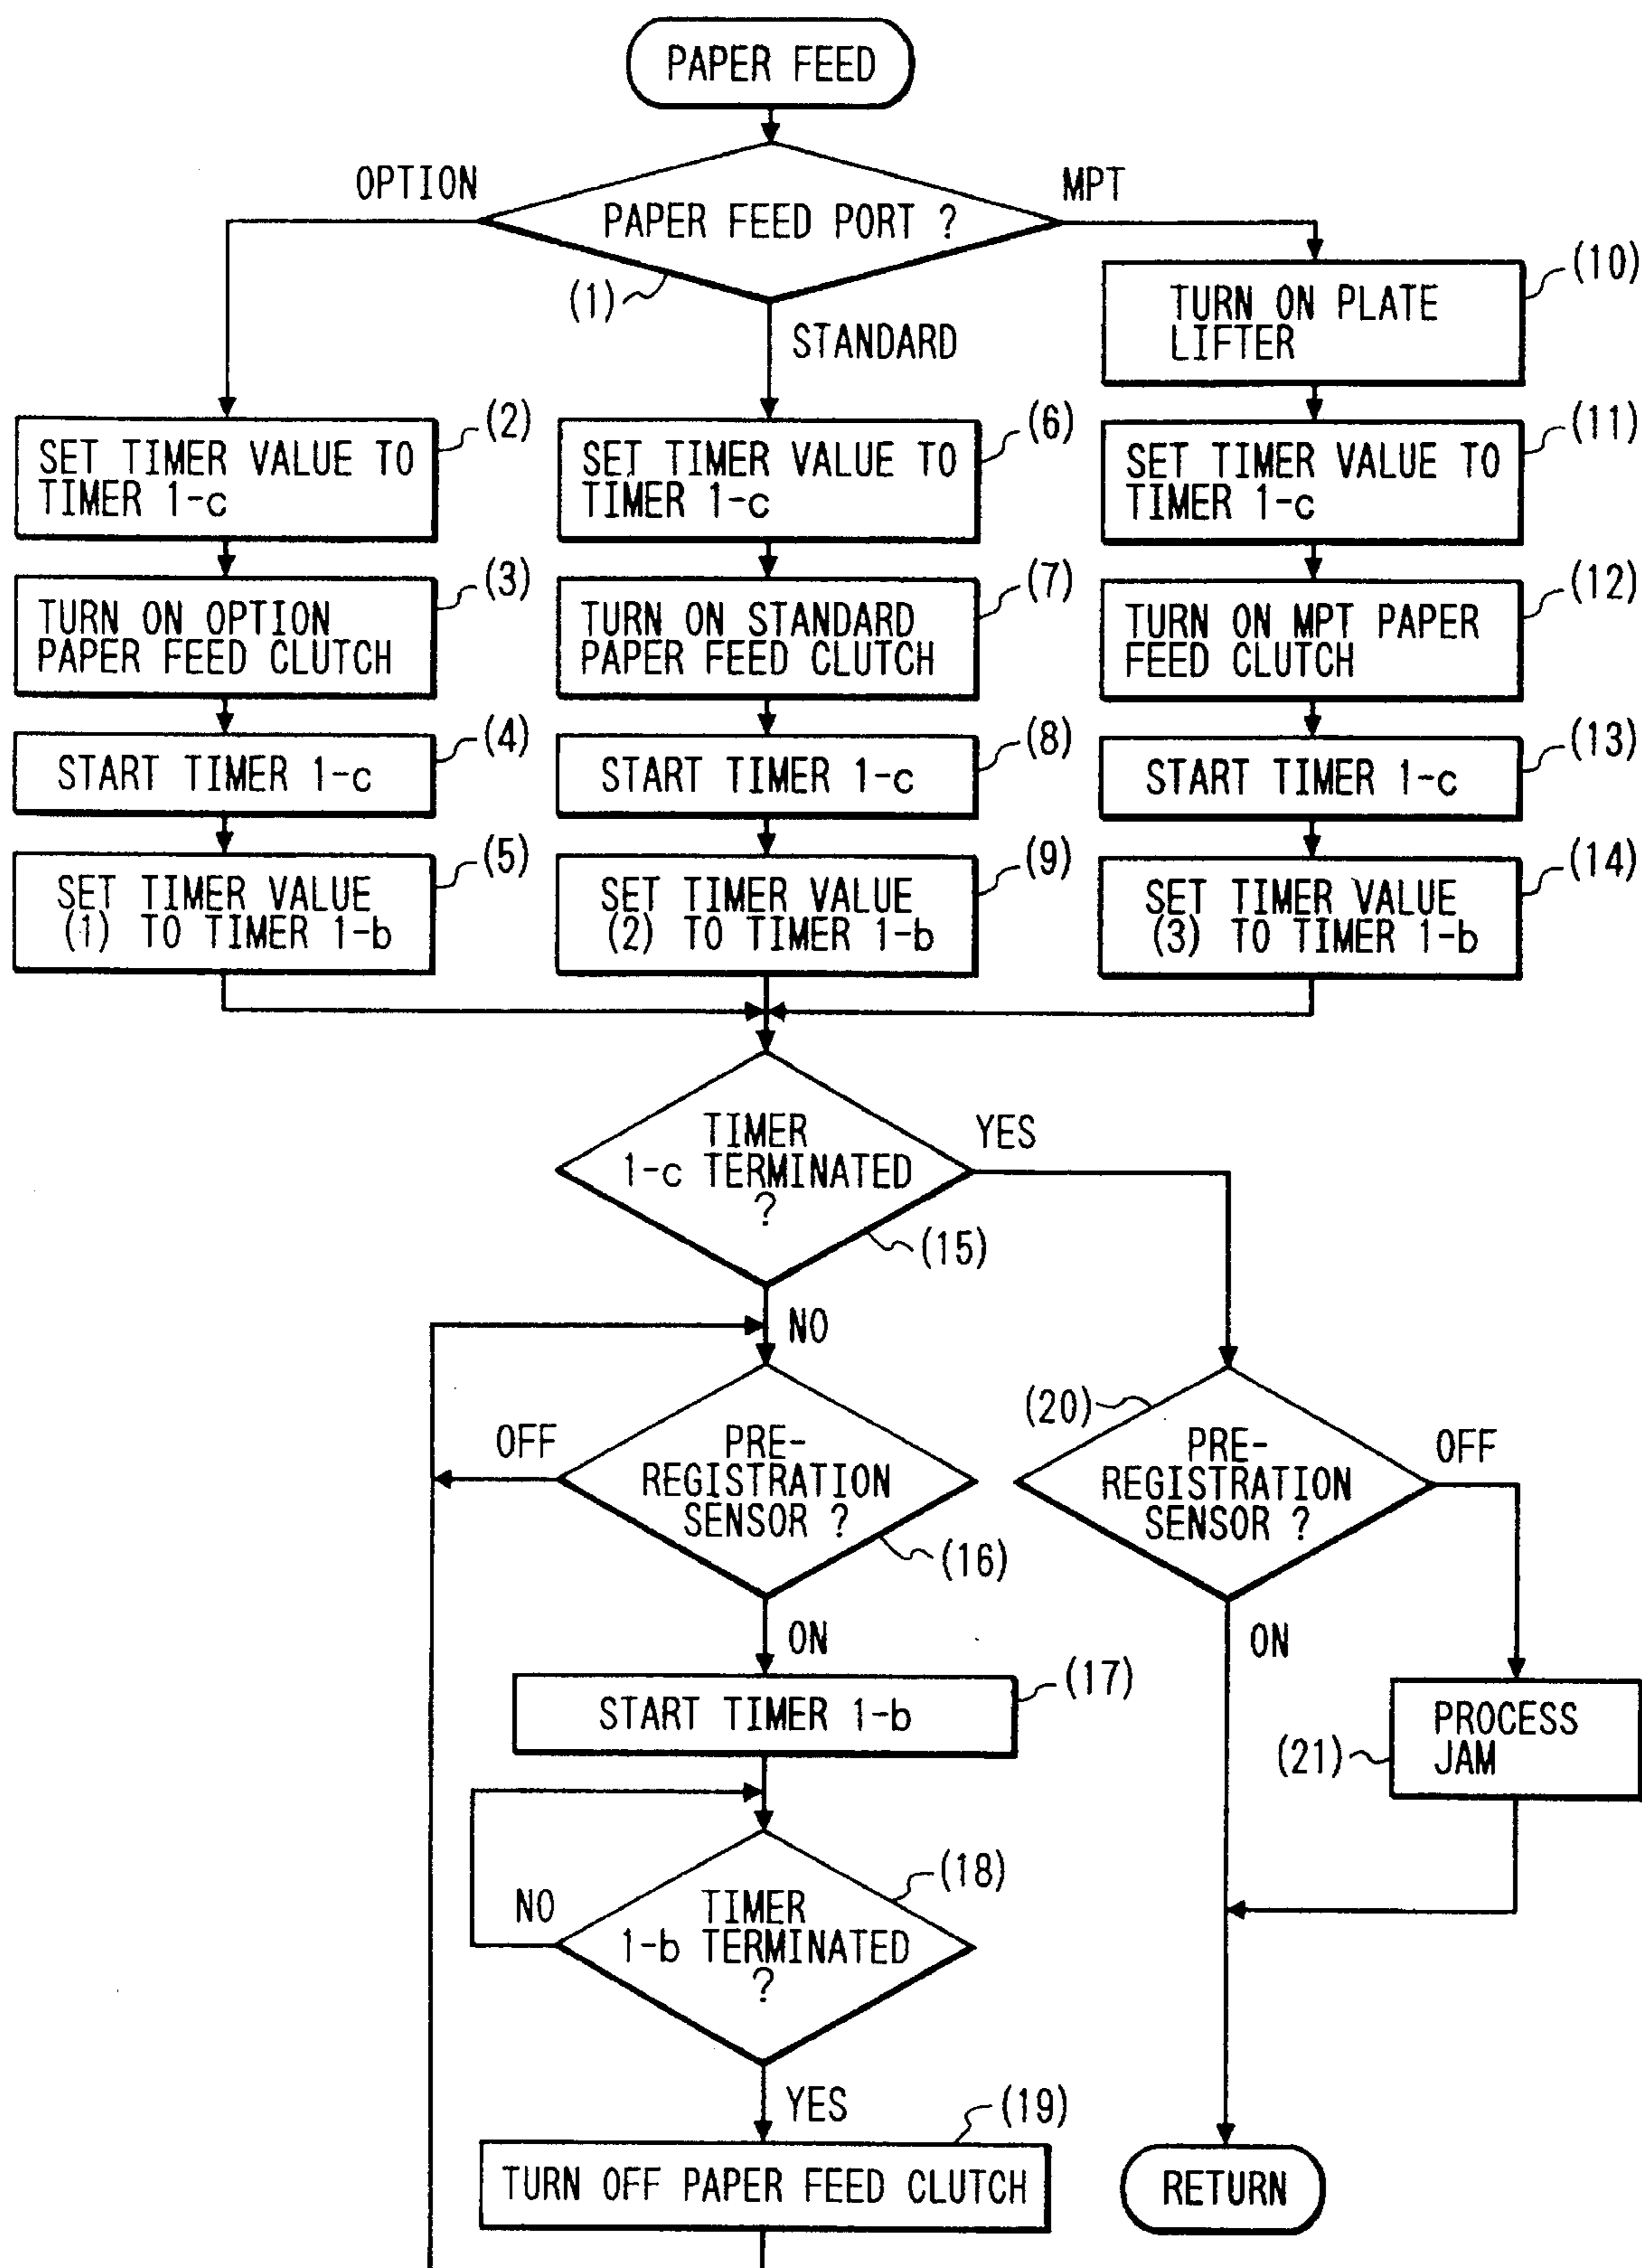 PAPER FEED
OPTION
MPT
PAPER FEED PORT ?
(1)
STANDARD
(10)
TURN ON PLATE
LIFTER
(2)
SET TIMER VALUE TO
TIMER 1-c
(6)
SET TIMER VALUE TO
TIMER 1-c
(11)
SET TIMER VALUE TO
TIMER 1-c
(3)
TURN ON OPTION
PAPER FEED CLUTCH
(7)
TURN ON STANDARD
PAPER FEED CLUTCH
(12)
TURN ON MPT PAPER
FEED CLUTCH
(4)
START TIMER 1-c
(8)
START TIMER 1-c
(13)
START TIMER 1-c
(5)
SET TIMER VALUE
(1) TO TIMER 1-b
(9)
SET TIMER VALUE
(2) TO TIMER 1-b
(14)
SET TIMER VALUE
(3) TO TIMER 1-b
TIMER
1-c TERMINATED
?
YES
(15)
NO
OFF
PRE-
REGISTRATION
SENSOR ?
(16)
(20)
PRE-
REGISTRATION
SENSOR ?
OFF
ON
ON
(17)
START TIMER 1-b
PROCESS
JAM
(21)
(18)
NO
TIMER
1-b TERMINATED
?
YES
(19)
TURN OFF PAPER FEED CLUTCH
RETURN